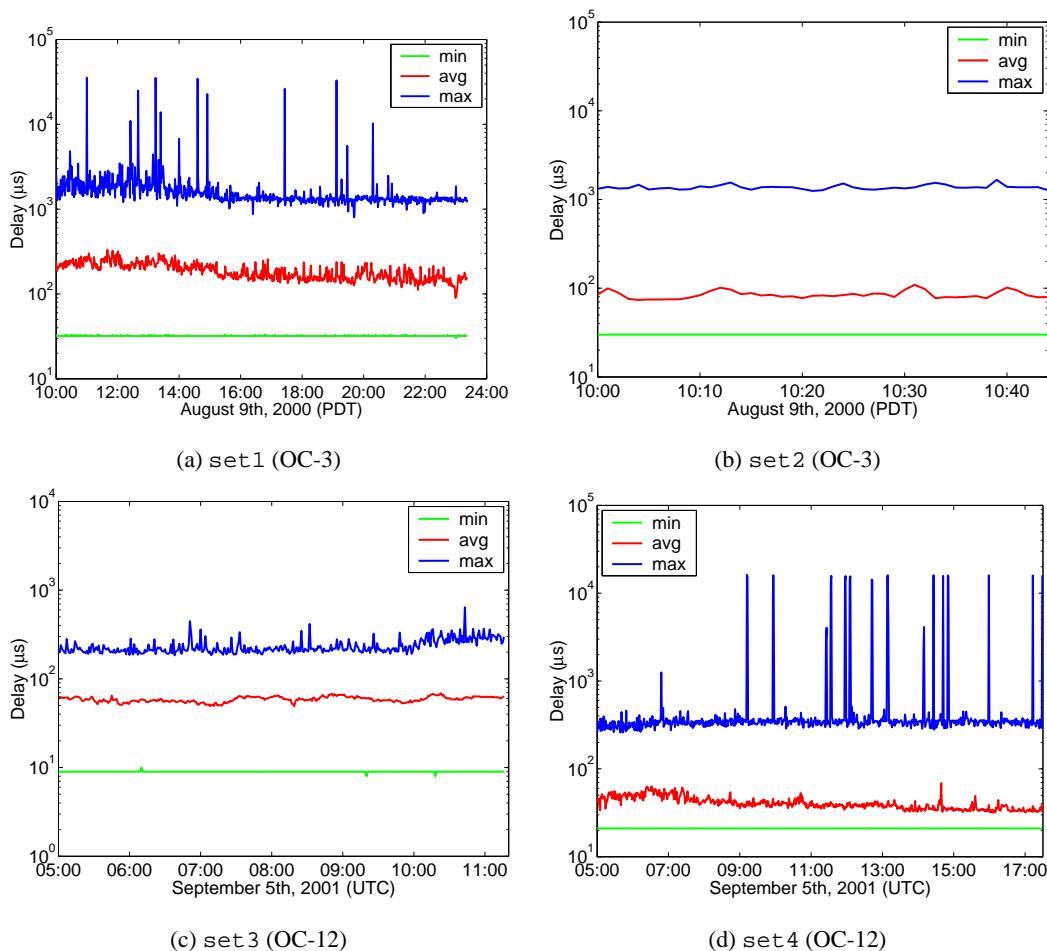 10^5
10^4
10^3
10^2
10^1
Delay (μs)
min
avg
max
10:00 12:00 14:00 16:00 18:00 20:00 22:00 24:00
August 9th, 2000 (PDT)
(a) set1 (OC-3)
10^5
10^4
10^3
10^2
10^1
Delay (μs)
min
avg
max
10:00 10:10 10:20 10:30 10:40
August 9th, 2000 (PDT)
(b) set2 (OC-3)
10^4
10^3
10^2
10^1
10^0
Delay (μs)
min
avg
max
05:00 06:00 07:00 08:00 09:00 10:00 11:00
September 5th, 2001 (UTC)
(c) set3 (OC-12)
10^5
10^4
10^3
10^2
10^1
Delay (μs)
min
avg
max
05:00 07:00 09:00 11:00 13:00 15:00 17:00
September 5th, 2001 (UTC)
(d) set4 (OC-12)